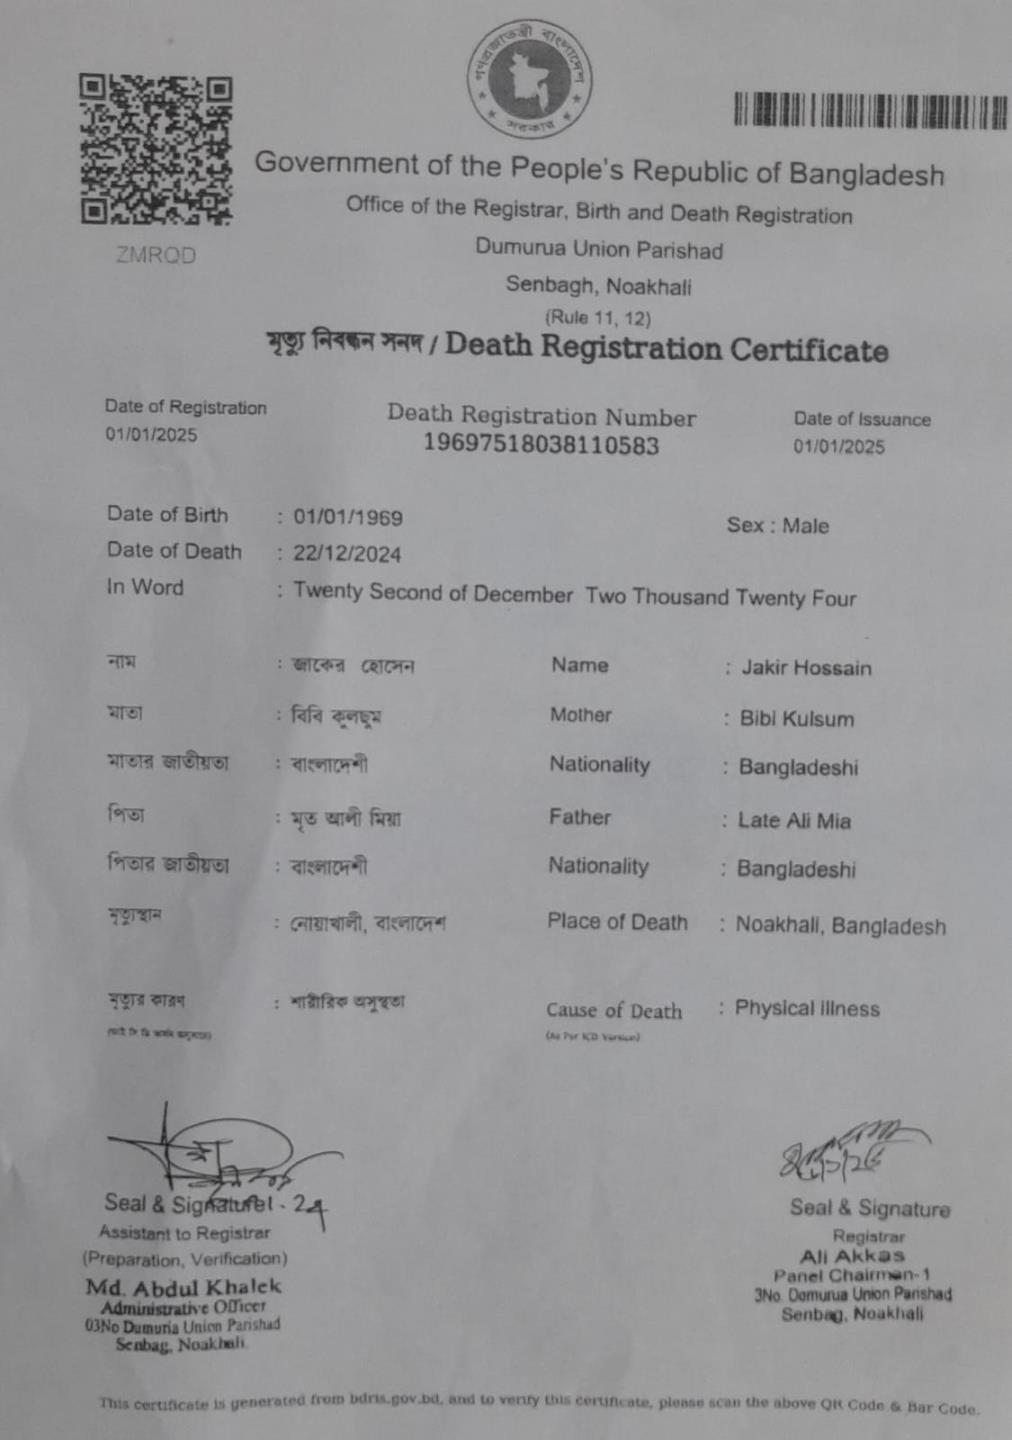 গণপ্রজাতন্ত্রী বাংলাদেশ
সরকার
ZMRQD
Government of the People's Republic of Bangladesh
Office of the Registrar, Birth and Death Registration
Dumurua Union Parishad
Senbagh, Noakhali
(Rule 11, 12)
মৃত্যু নিবন্ধন সনদ / Death Registration Certificate
Date of Registration Death Registration Number Date of Issuance
01/01/2025 19697518038110583 01/01/2025
Date of Birth : 01/01/1969 Sex : Male
Date of Death : 22/12/2024
In Word : Twenty Second of December Two Thousand Twenty Four
নাম : জাকের হোসেন Name : Jakir Hossain
মাতা : বিবি কুলছুম Mother : Bibi Kulsum
মাতার জাতীয়তা : বাংলাদেশী Nationality : Bangladeshi
পিতা : মৃত আলী মিয়া Father : Late Ali Mia
পিতার জাতীয়তা : বাংলাদেশী Nationality : Bangladeshi
মৃত্যুস্থান : নোয়াখালী, বাংলাদেশ Place of Death : Noakhali, Bangladesh
মৃত্যুর কারণ : শারীরিক অসুস্থতা Cause of Death : Physical illness
(As Per ICD Version)
Seal & Signature Seal & Signature
Assistant to Registrar Registrar
(Preparation, Verification) Ali Akkas
Md. Abdul Khalek Panel Chairman-1
Administrative Officer 3No. Domurua Union Parishad
03No Dumuria Union Parishad Senbag, Noakhali
Senbag, Noakhali.
This certificate is generated from bdris.gov.bd, and to verify this certificate, please scan the above QR Code & Bar Code.